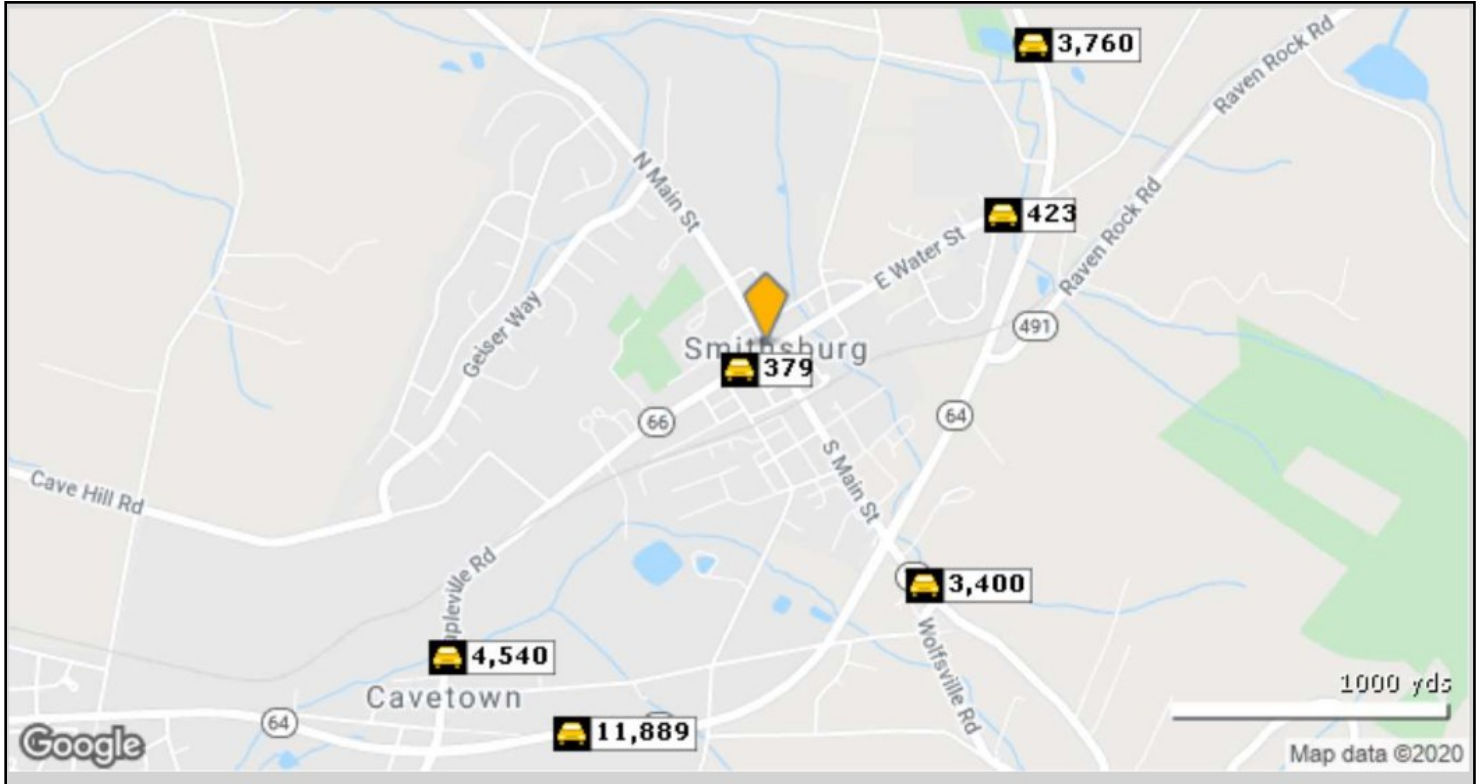 3,760
Raven Rock Rd
N Main St
423
E Water St
Raven Rock Rd
491
Geiser Way
Smithsburg
379
66
64
S Main St
Cave Hill Rd
3,400
apleville Rd
4,540
Wolfsville Rd
Cavetown
1000 yds
64
11,889
Google
Map data ©2020